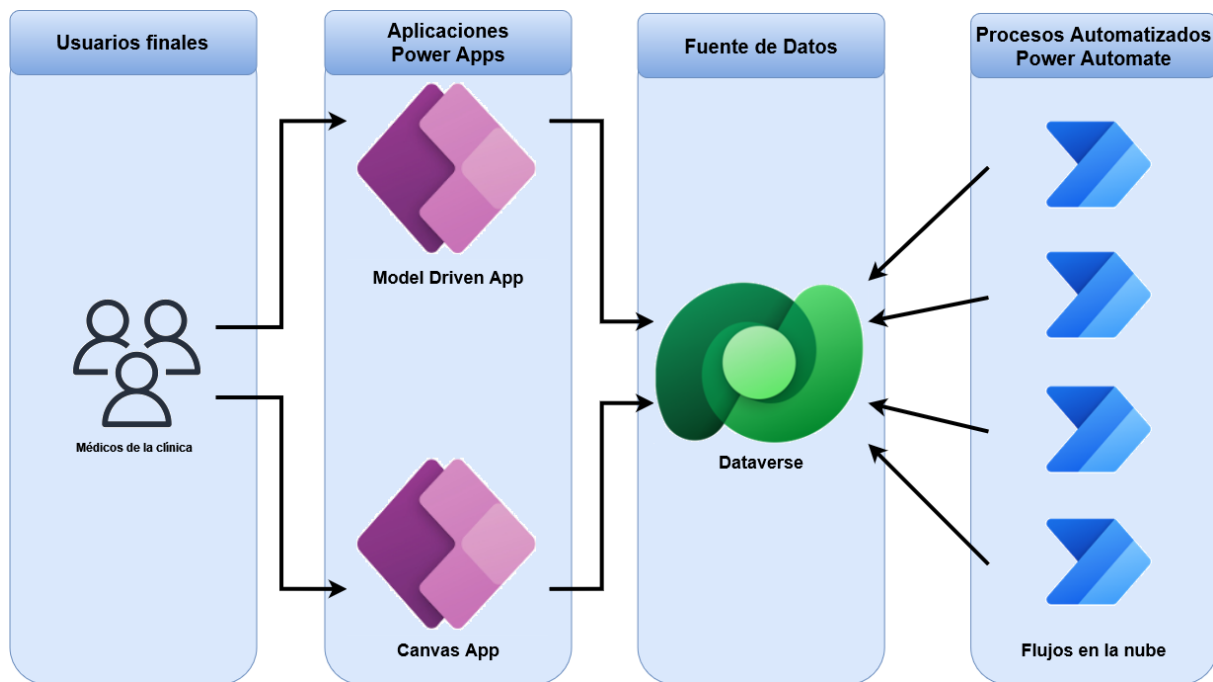 Usuarios finales
Aplicaciones
Power Apps
Fuente de Datos
Procesos Automatizados
Power Automate
Model Driven App
Médicos de la clínica
Dataverse
Canvas App
Flujos en la nube